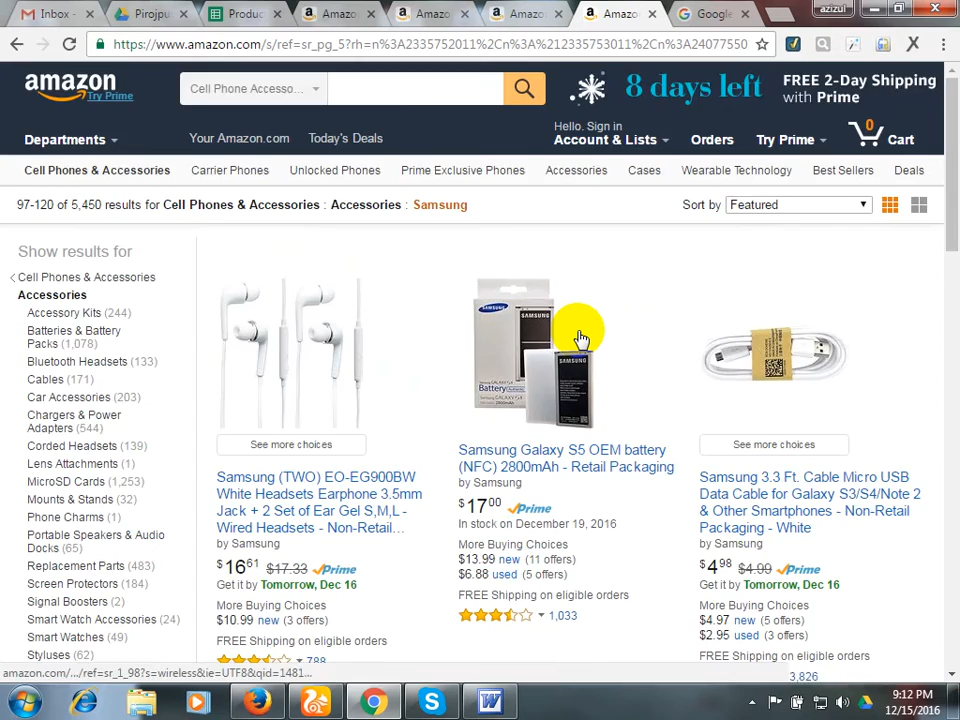 Inbox -
Pirojpu
Produc
Amazo
Amazo
Amazo
Amazo
Google
azizul
https://www.amazon.com/s/ref=sr_pg_5?rh=n%3A2335752011%2Cn%3A%212335753011%2Cn%3A24077550
amazon
Try Prime
Cell Phone Accesso...
8 days left
FREE 2-Day Shipping
with Prime
Departments
Your Amazon.com
Today's Deals
Hello. Sign in
Account & Lists
Orders
Try Prime
0
Cart
Cell Phones & Accessories
Carrier Phones
Unlocked Phones
Prime Exclusive Phones
Accessories
Cases
Wearable Technology
Best Sellers
Deals
97-120 of 5,450 results for Cell Phones & Accessories : Accessories : Samsung
Sort by
Featured
Show results for
Cell Phones & Accessories
Accessories
Accessory Kits (244)
Batteries & Battery
Packs (1,078)
Bluetooth Headsets (133)
Cables (171)
Car Accessories (203)
Chargers & Power
Adapters (544)
Corded Headsets (139)
Lens Attachments (1)
MicroSD Cards (1,253)
Mounts & Stands (32)
Phone Charms (1)
Portable Speakers & Audio
Docks (65)
Replacement Parts (483)
Screen Protectors (184)
Signal Boosters (2)
Smart Watch Accessories (24)
Smart Watches (49)
Styluses (62)
See more choices
Samsung (TWO) EO-EG900BW
White Headsets Earphone 3.5mm
Jack + 2 Set of Ear Gel S,M,L -
Wired Headsets - Non-Retail...
by Samsung
$16 61 $17.33 Prime
Get it by Tomorrow, Dec 16
More Buying Choices
$10.99 new (3 offers)
FREE Shipping on eligible orders
788
SAMSUNG
SAMSUNG
Battery
SAMSUNG
Samsung Galaxy S5 OEM battery
(NFC) 2800mAh - Retail Packaging
by Samsung
$17 00 Prime
In stock on December 19, 2016
More Buying Choices
$13.99 new (11 offers)
$6.88 used (5 offers)
FREE Shipping on eligible orders
1,033
See more choices
Samsung 3.3 Ft. Cable Micro USB
Data Cable for Galaxy S3/S4/Note 2
& Other Smartphones - Non-Retail
Packaging - White
by Samsung
$4 98 $4.99 Prime
Get it by Tomorrow, Dec 16
More Buying Choices
$4.97 new (5 offers)
$2.95 used (3 offers)
FREE Shipping on eligible orders
3,826
amazon.com/.../ref=sr_1_98?s=wireless&ie=UTF8&qid=1481...
9:12 PM
12/15/2016